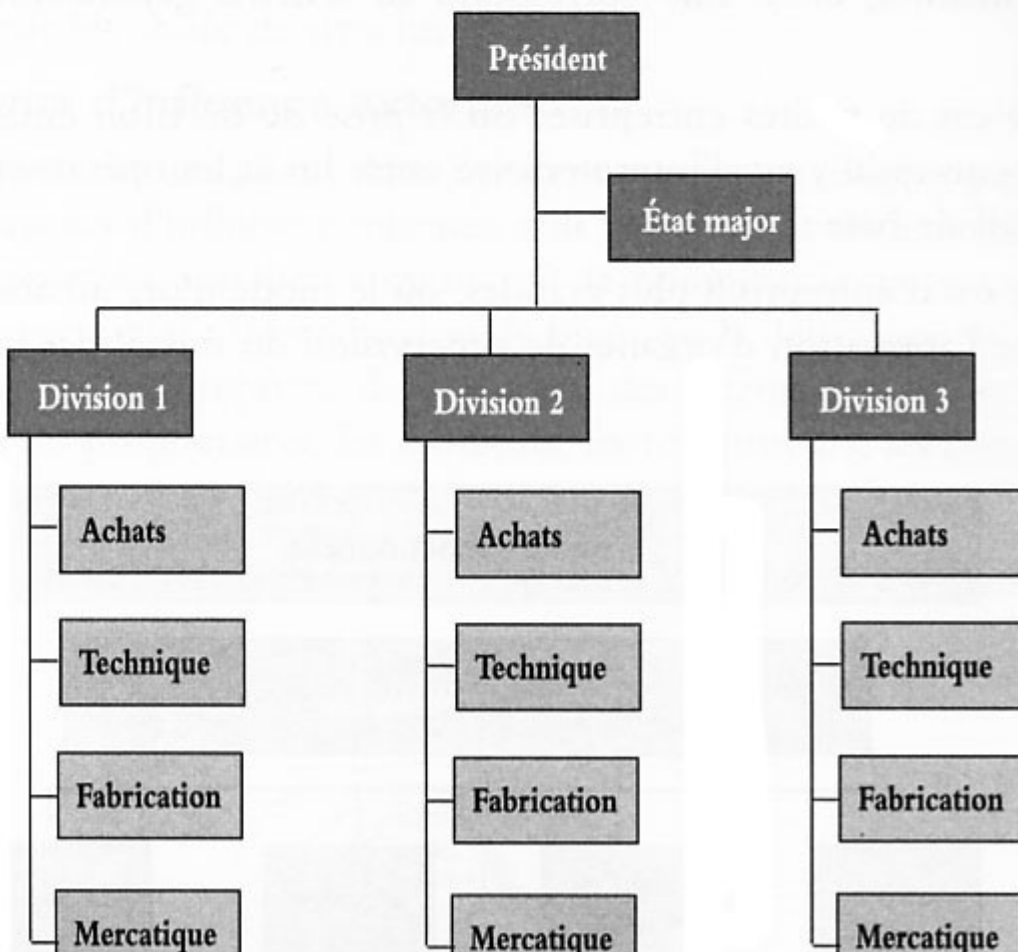 Président
État major
Division 1
Division 2
Division 3
Achats
Achats
Achats
Technique
Technique
Technique
Fabrication
Fabrication
Fabrication
Mercatique
Mercatique
Mercatique